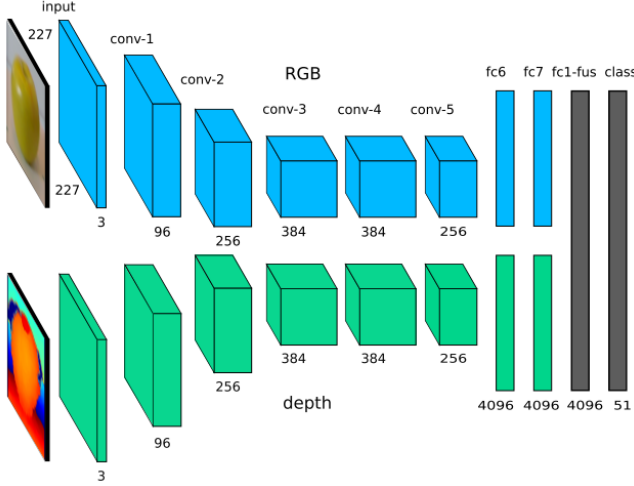 input
227
conv-1
conv-2
RGB
conv-3 conv-4 conv-5
fc6 fc7 fc1-fus class
227
3
96
256
384
384
256
256
384
384
256
96
3
depth
4096 4096 4096 51